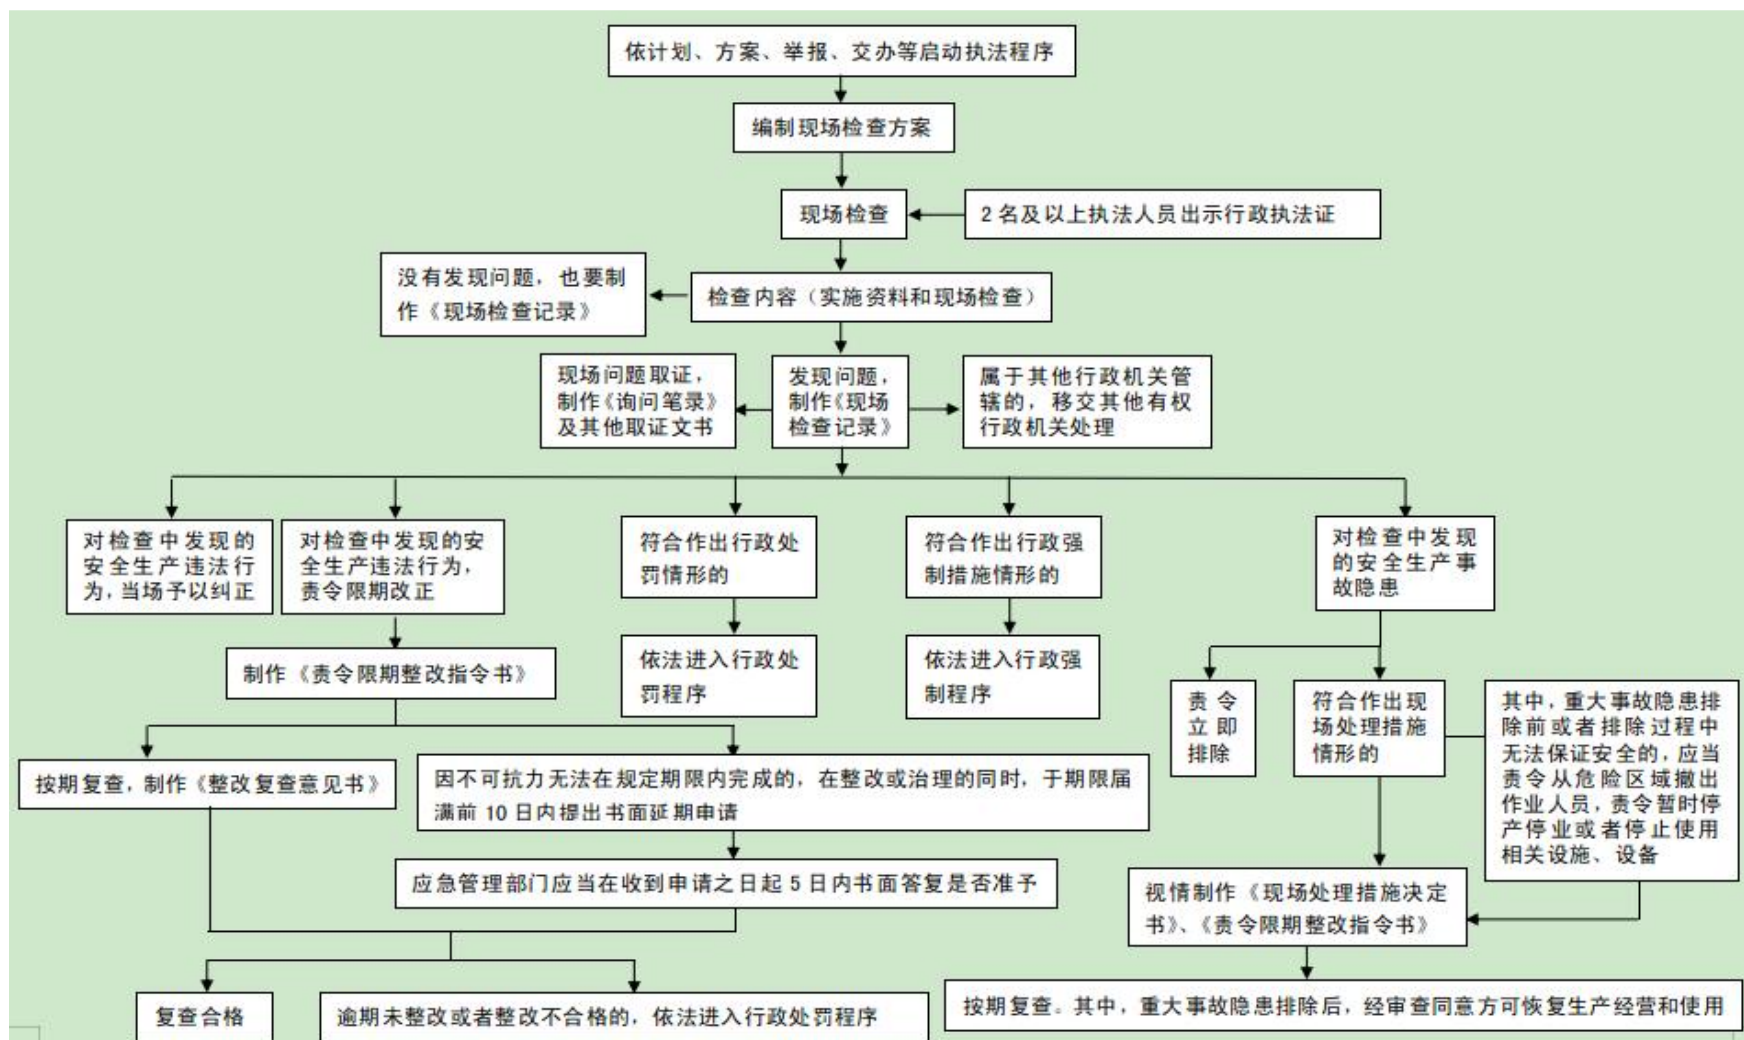 依计划、方案、举报、交办等启动执法程序
编制现场检查方案
现场检查
2名及以上执法人员出示行政执法证
没有发现问题，也要制
作《现场检查记录》
检查内容（实施资料和现场检查）
现场问题取证，
制作《询问笔录》
及其他取证文书
发现问题，
制作《现场
检查记录》
属于其他行政机关管
辖的，移交其他有权
行政机关处理
对检查中发现的
安全生产违法行
为，当场予以纠正
对检查中发现的安
全生产违法行为，
责令限期改正
符合作出行政处
罚情形的
符合作出行政强
制措施情形的
对检查中发现
的安全生产事
故隐患
制作《责令限期整改指令书》
依法进入行政处
罚程序
依法进入行政强
制程序
责令
立即
排除
符合作出现
场处理措施
情形的
其中，重大事故隐患排
除前或者排除过程中
无法保证安全的，应当
责令从危险区域撤出
作业人员，责令暂时停
产停业或者停止使用
相关设施、设备
按期复查，制作《整改复查意见书》
因不可抗力无法在规定期限内完成的，在整改或治理的同时，于期限届
满前10日内提出书面延期申请
应急管理部门应当在收到申请之日起5日内书面答复是否准予
视情制作《现场处理措施决定
书》、《责令限期整改指令书》
复查合格
逾期未整改或者整改不合格的，依法进入行政处罚程序
按期复查。其中，重大事故隐患排除后，经审查同意方可恢复生产经营和使用